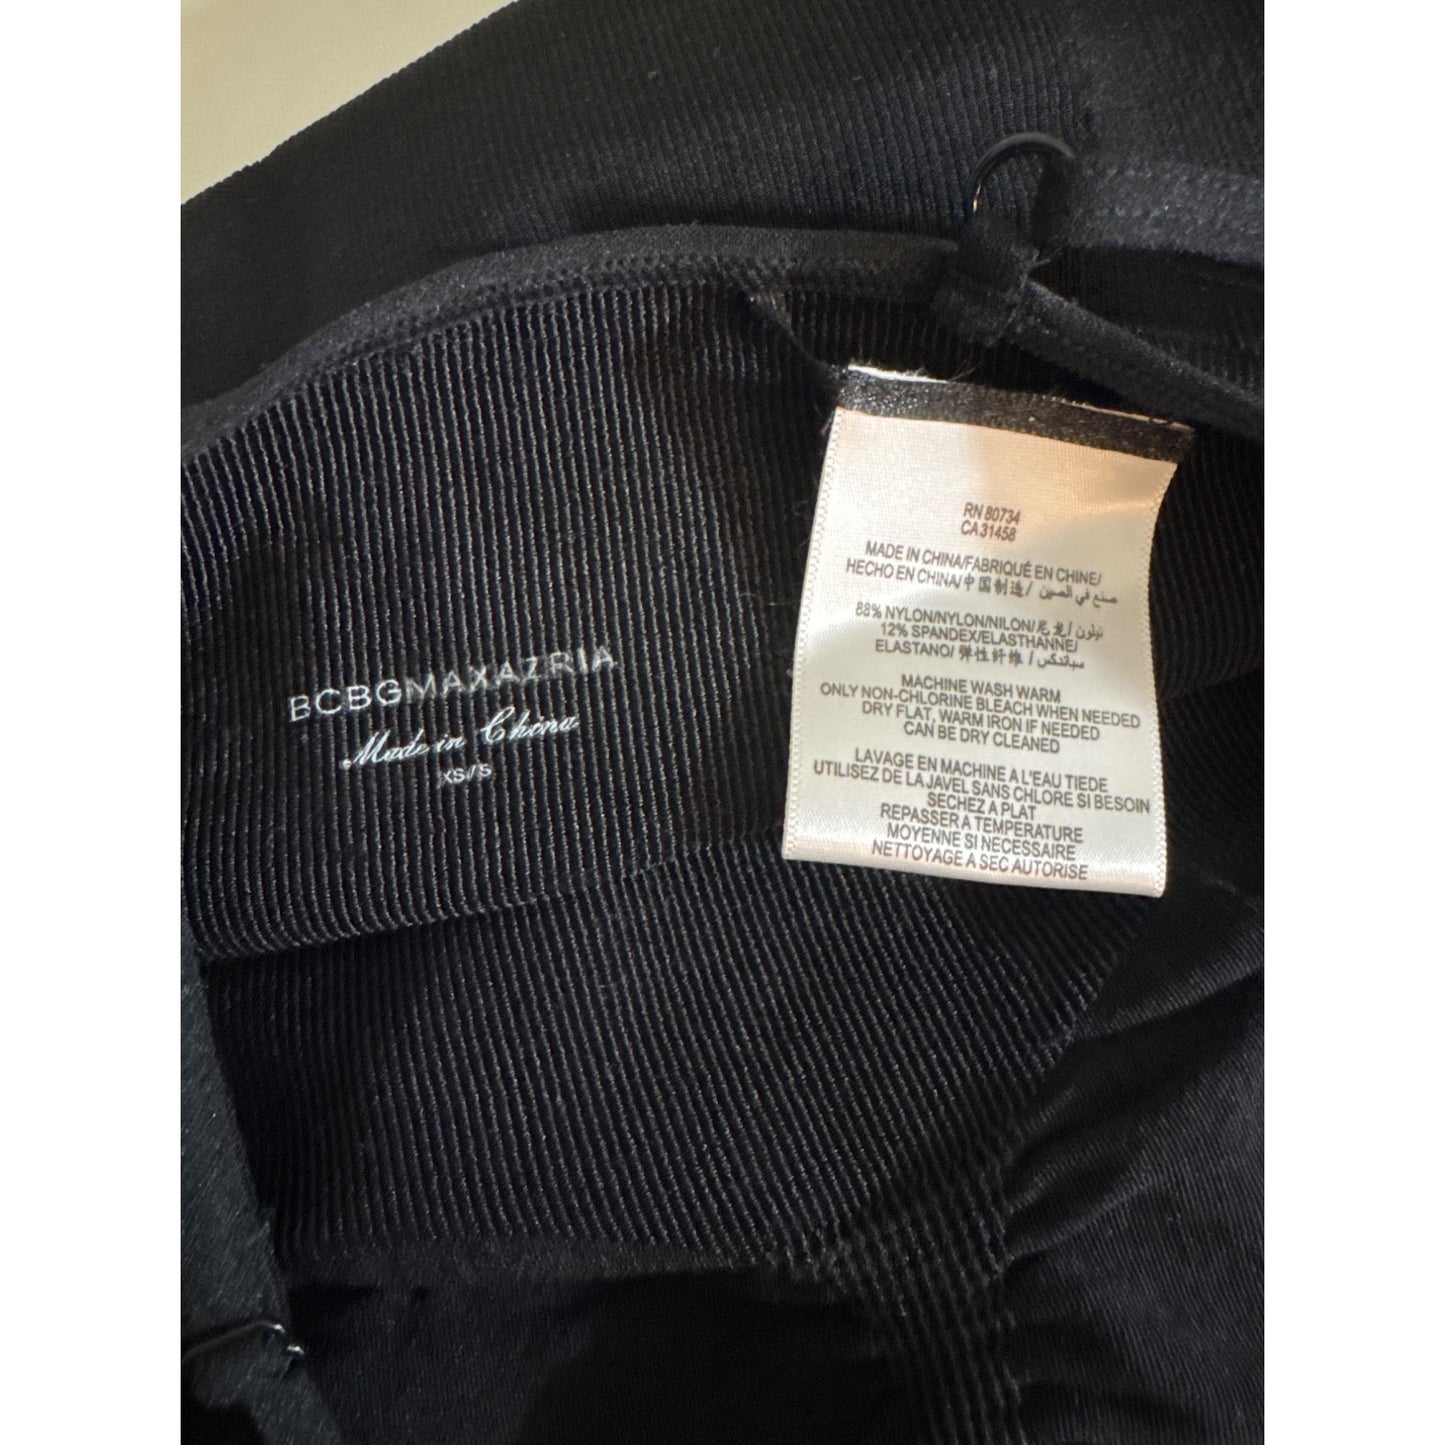 BCBGMAXAZRIA
Made in China
XS/S
RN 80734
CA 31458
MADE IN CHINA/FABRIQUÉ EN CHINE/
HECHO EN CHINA/中国制造/ صنع في الصين
88% NYLON/NYLON/NILON/尼龙/ نيلون
12% SPANDEX/ELASTHANNE/
ELASTANO/ 弹性纤维 / سباندكس
MACHINE WASH WARM
ONLY NON-CHLORINE BLEACH WHEN NEEDED
DRY FLAT, WARM IRON IF NEEDED
CAN BE DRY CLEANED
LAVAGE EN MACHINE A L'EAU TIEDE
UTILISEZ DE LA JAVEL SANS CHLORE SI BESOIN
SECHEZ A PLAT
REPASSER A TEMPERATURE
MOYENNE SI NECESSAIRE
NETTOYAGE A SEC AUTORISE